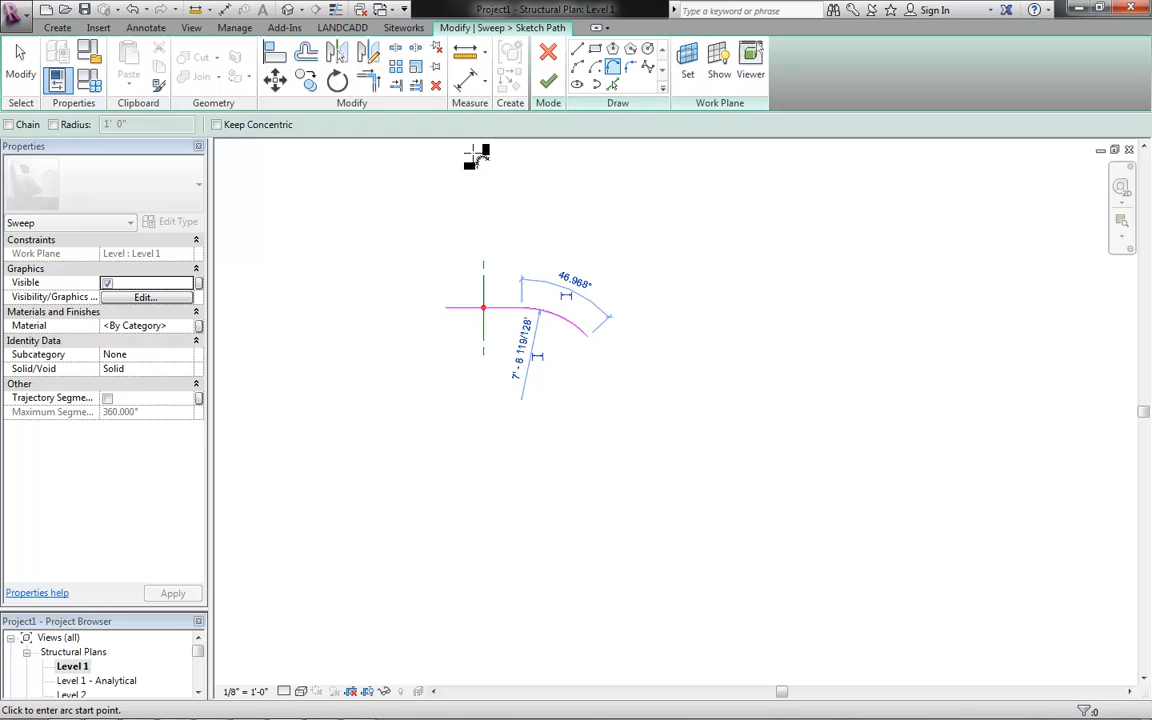 Project1 - Structural Plan: Level 1
Type a keyword or phrase
Sign In
Create
Home
Insert
Annotate
View
Manage
Add-Ins
LANDCADD
Siteworks
Modify | Sweep > Sketch Path
Modify
Paste
Cut
Join
Set
Show
Viewer
Select
Properties
Clipboard
Geometry
Modify
Measure
Create
Mode
Draw
Work Plane
Chain
Radius:
1' 0"
Keep Concentric
Properties
Sweep
Edit Type
Constraints
Work Plane
Level : Level 1
Graphics
Visible
Visibility/Graphics ...
Edit...
Materials and Finishes
Material
<By Category>
Identity Data
Subcategory
None
Solid/Void
Solid
Other
Trajectory Segme...
Maximum Segme...
360.000°
Properties help
Apply
Project1 - Project Browser
Views (all)
Structural Plans
Level 1
Level 1 - Analytical
Level 2
46.968°
7' - 8 119/128"
1/8" = 1'-0"
Click to enter arc start point.
:0